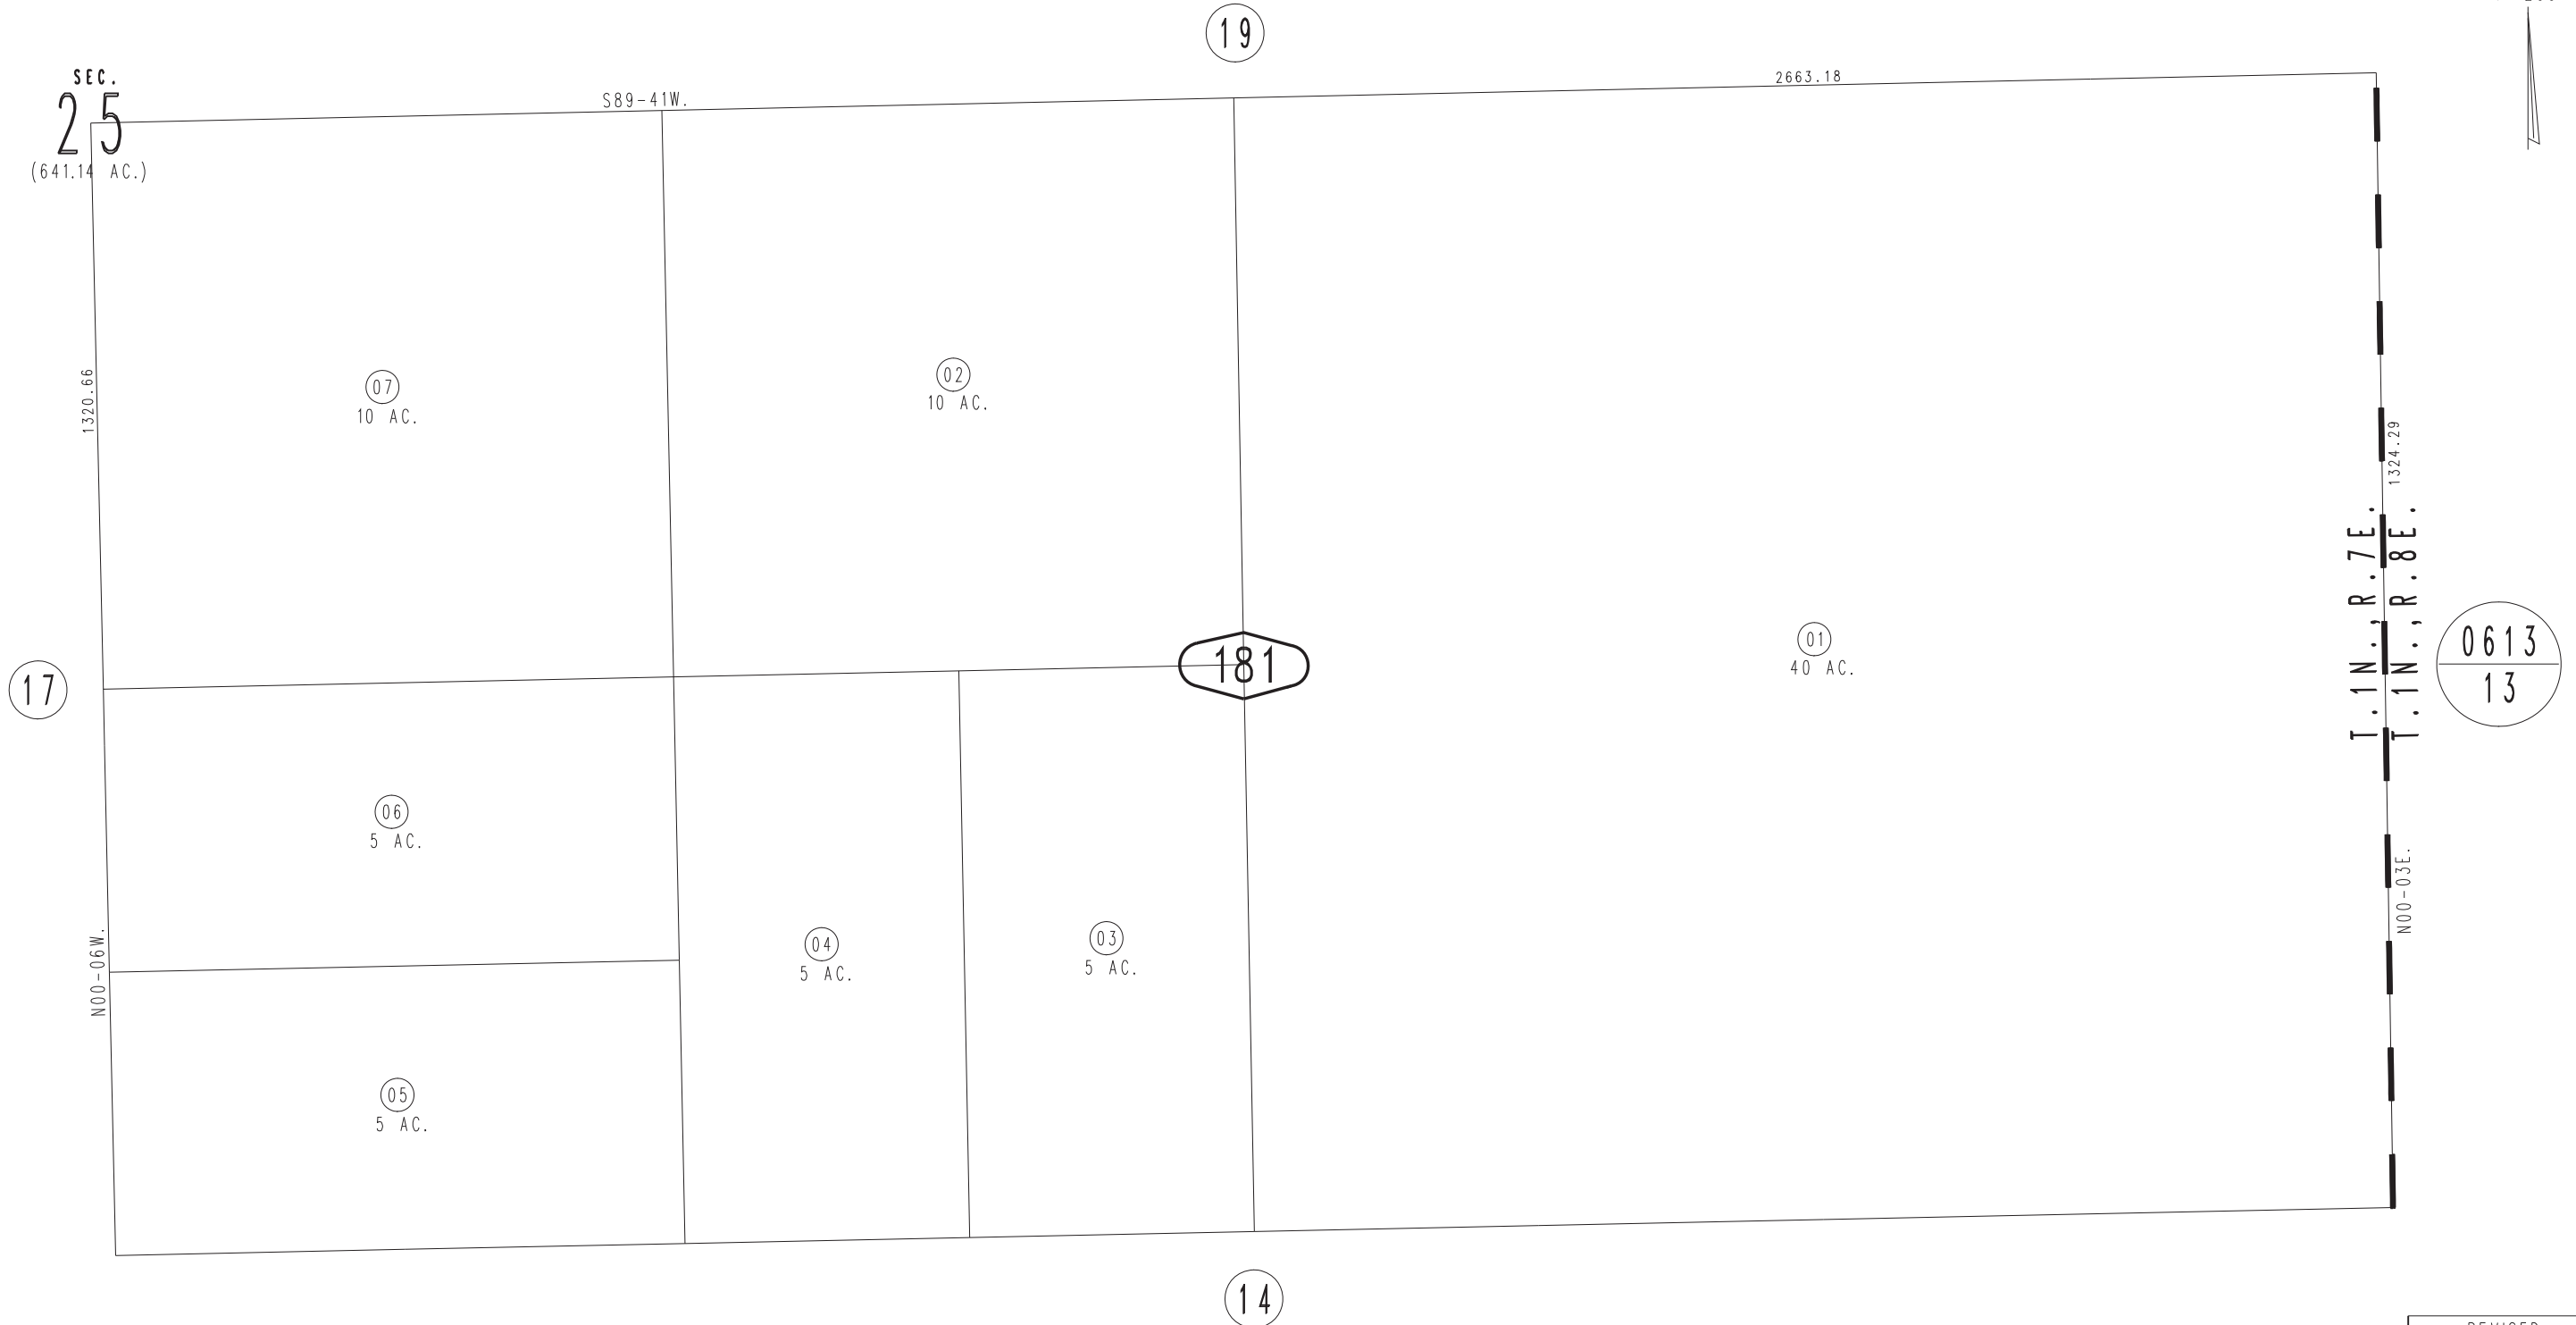 19
SEC.
25
(641.14 AC.)
S89-41W.
2663.18
1320.66
07
10 AC.
02
10 AC.
1324.29
01
40 AC.
T.1N.,R.7E.
T.1N.,R.8E.
0613
13
181
17
06
5 AC.
04
5 AC.
03
5 AC.
N00-06W.
N00-03E.
05
5 AC.
14